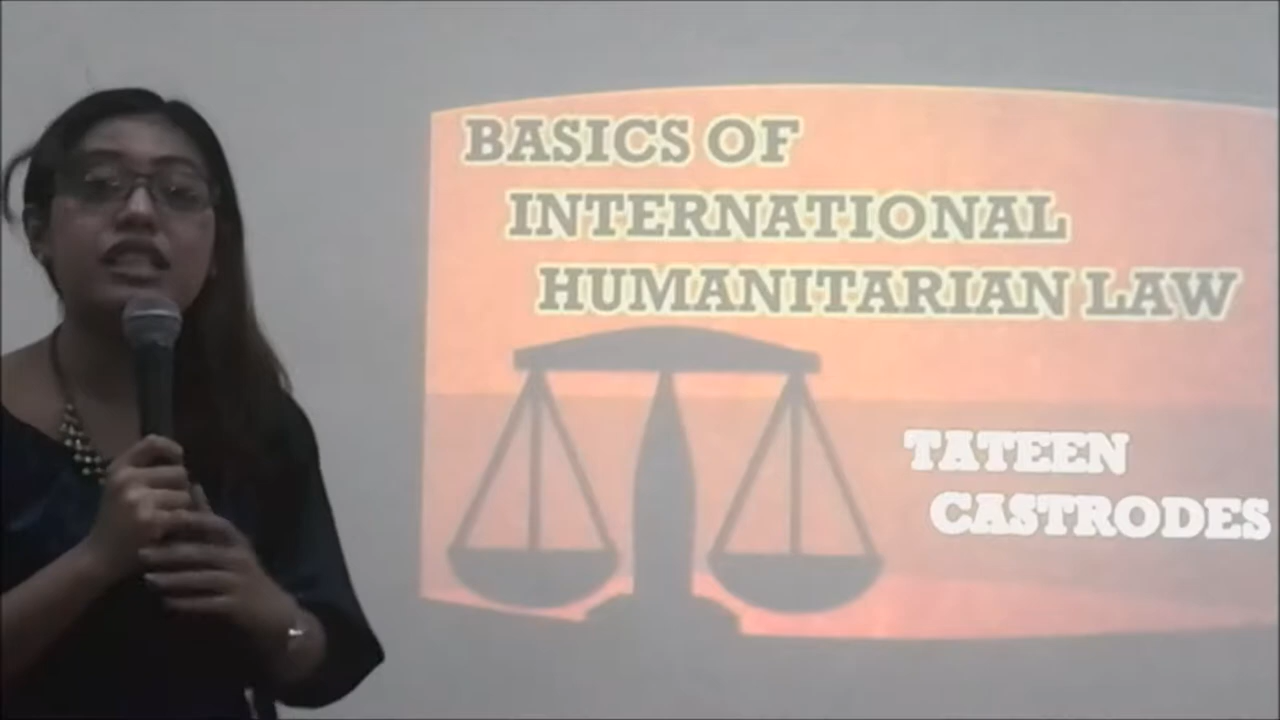 BASICS OF
INTERNATIONAL
HUMANITARIAN LAW
TATEEN
CASTRODES